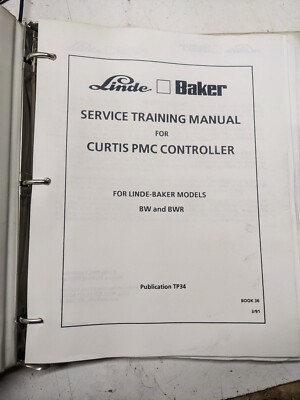 Linde Baker
SERVICE TRAINING MANUAL
FOR
CURTIS PMC CONTROLLER
FOR LINDE-BAKER MODELS
BW and BWR
Publication TP34
BOOK 36
3/91